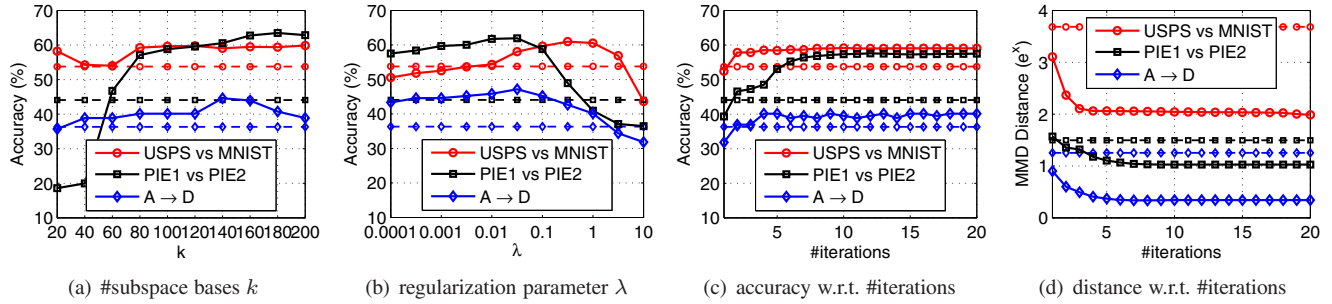 70
60
50
40
30
20
10
Accuracy (%)
USPS vs MNIST
PIE1 vs PIE2
A → D
20 40 60 80 100 120 140 160 180 200
k
(a) #subspace bases k
70
60
50
40
30
20
10
Accuracy (%)
USPS vs MNIST
PIE1 vs PIE2
A → D
0.0001 0.001 0.01 0.1 1 10
λ
(b) regularization parameter λ
70
60
50
40
30
20
10
Accuracy (%)
USPS vs MNIST
PIE1 vs PIE2
A → D
5 10 15 20
#iterations
(c) accuracy w.r.t. #iterations
4
3
2
1
0
MMD Distance (e^x)
USPS vs MNIST
PIE1 vs PIE2
A → D
5 10 15 20
#iterations
(d) distance w.r.t. #iterations